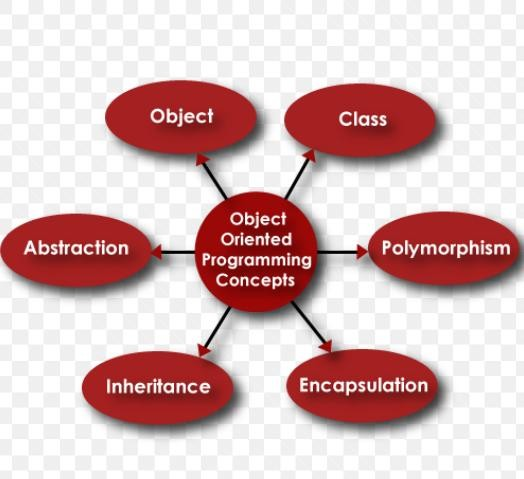 Object
Class
Object
Oriented
Programming
Concepts
Abstraction
Polymorphism
Inheritance
Encapsulation